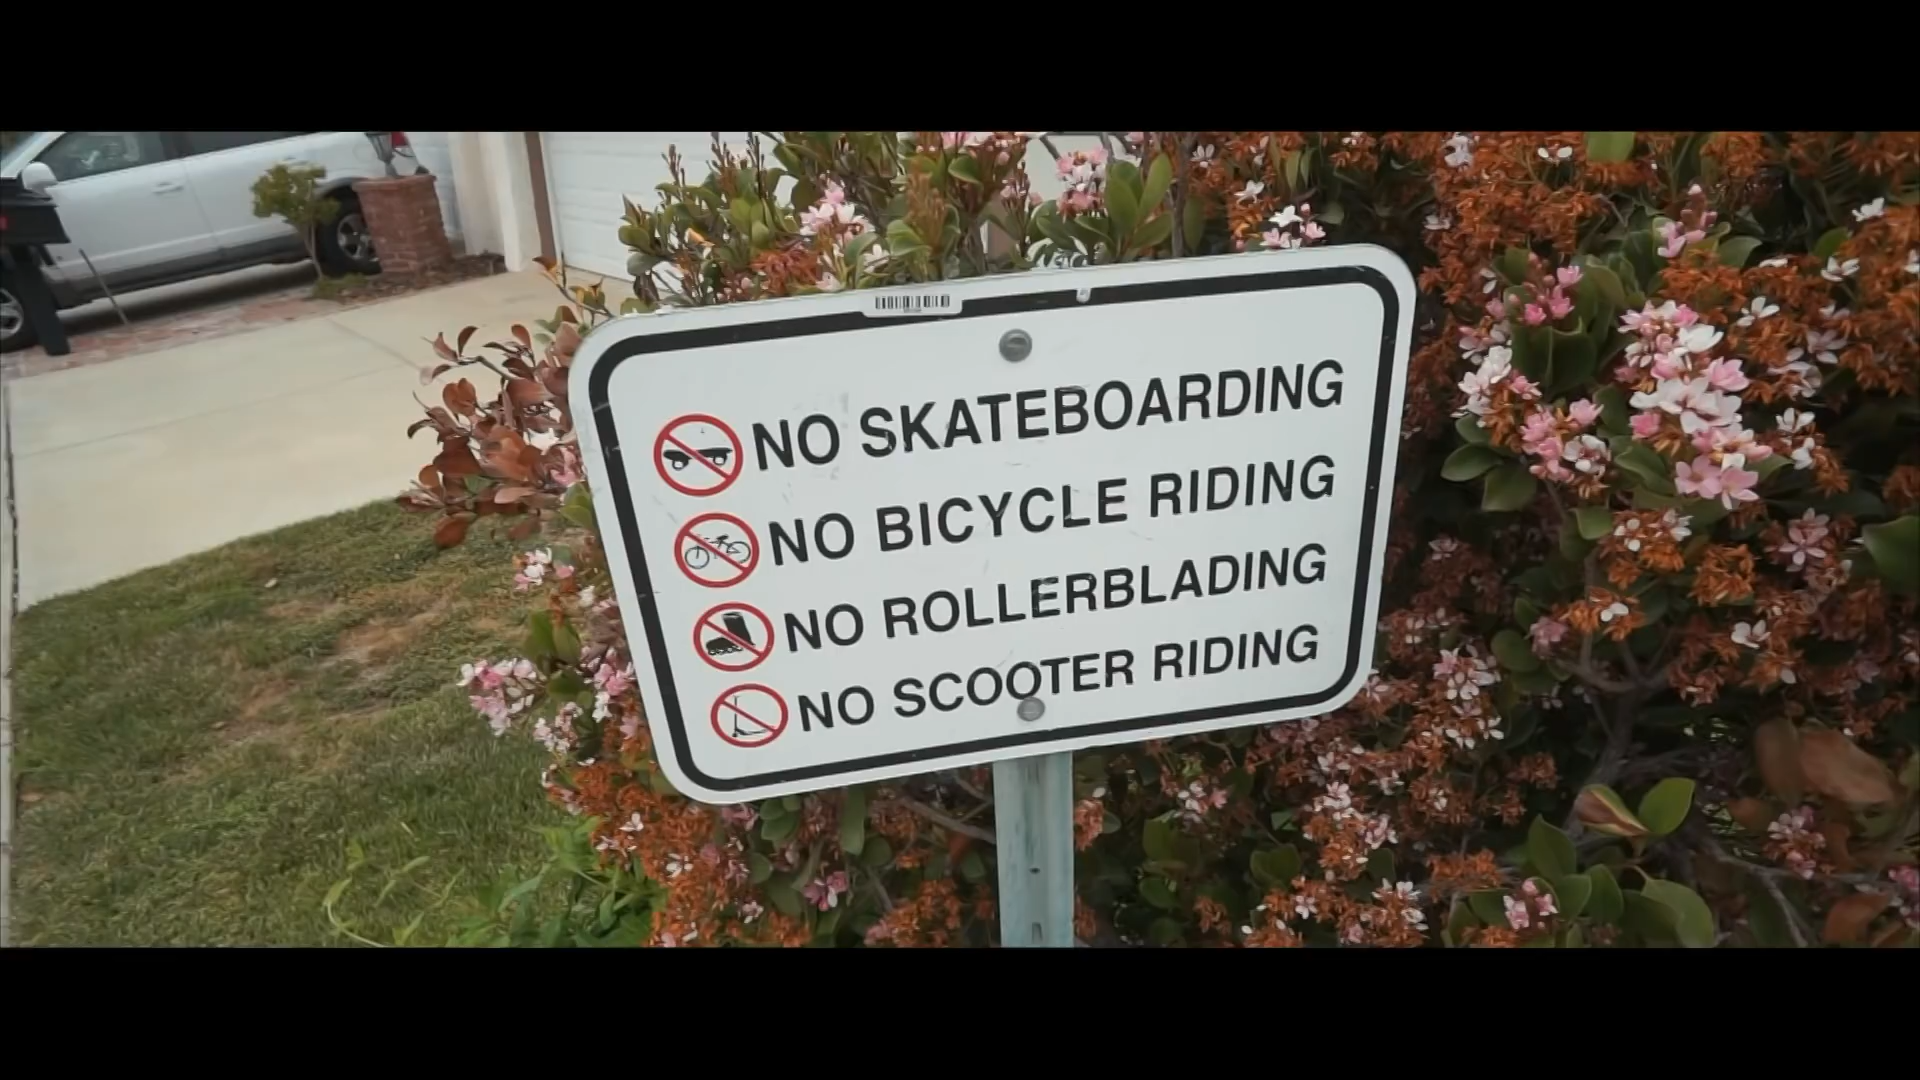 NO SKATEBOARDING
NO BICYCLE RIDING
NO ROLLERBLADING
NO SCOOTER RIDING